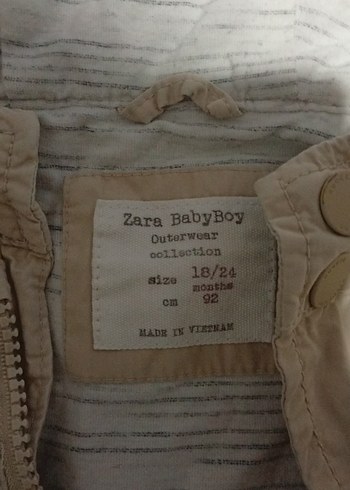 Zara BabyBoy
Outerwear
collection
size 18/24
months
cm 92
MADE IN VIETNAM